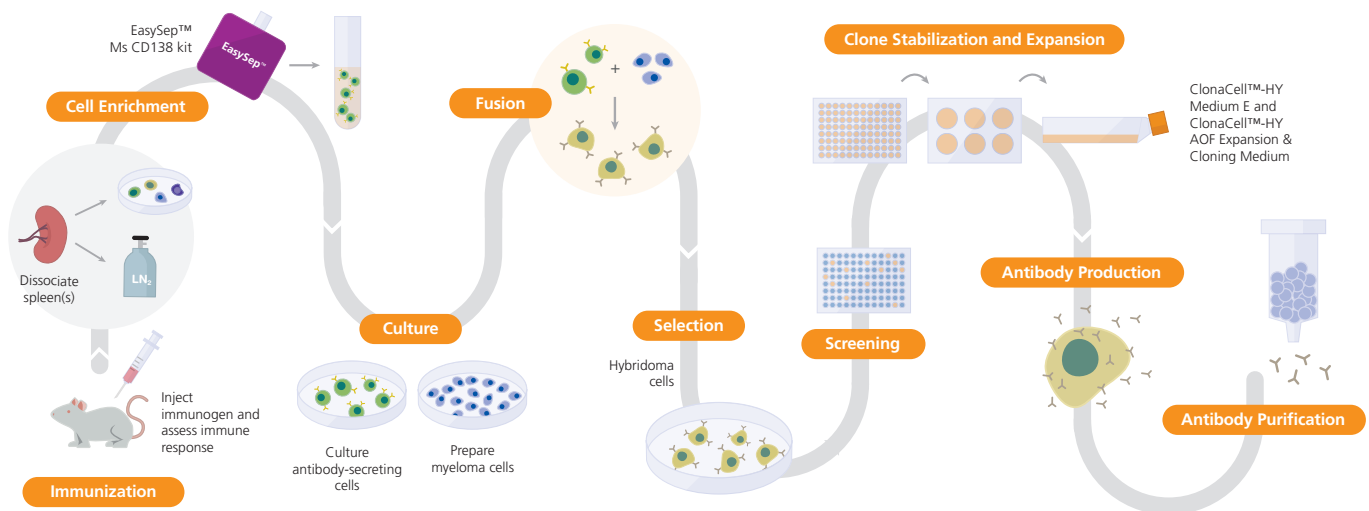 EasySep™
Ms CD138 kit
EasySep™
Cell Enrichment
LN₂
Dissociate
spleen(s)
Inject
immunogen and
assess immune
response
Immunization
Culture
Culture
antibody-secreting
cells
Prepare
myeloma cells
Fusion
+
Selection
Hybridoma
cells
Screening
Clone Stabilization and Expansion
ClonaCell™-HY
Medium E and
ClonaCell™-HY
AOF Expansion &
Cloning Medium
Antibody Production
Antibody Purification